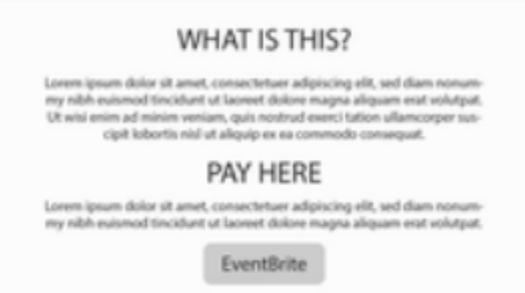 WHAT IS THIS?
Lorem ipsum dolor sit amet, consectetuer adipiscing elit, sed diam nonum-
my nibh euismod tincidunt ut laoreet dolore magna aliquam erat volutpat.
Ut wisi enim ad minim veniam, quis nostrud exerci tation ullamcorper sus-
cipit lobortis nisl ut aliquip ex ea commodo consequat.
PAY HERE
Lorem ipsum dolor sit amet, consectetuer adipiscing elit, sed diam nonum-
my nibh euismod tincidunt ut laoreet dolore magna aliquam erat volutpat.
EventBrite